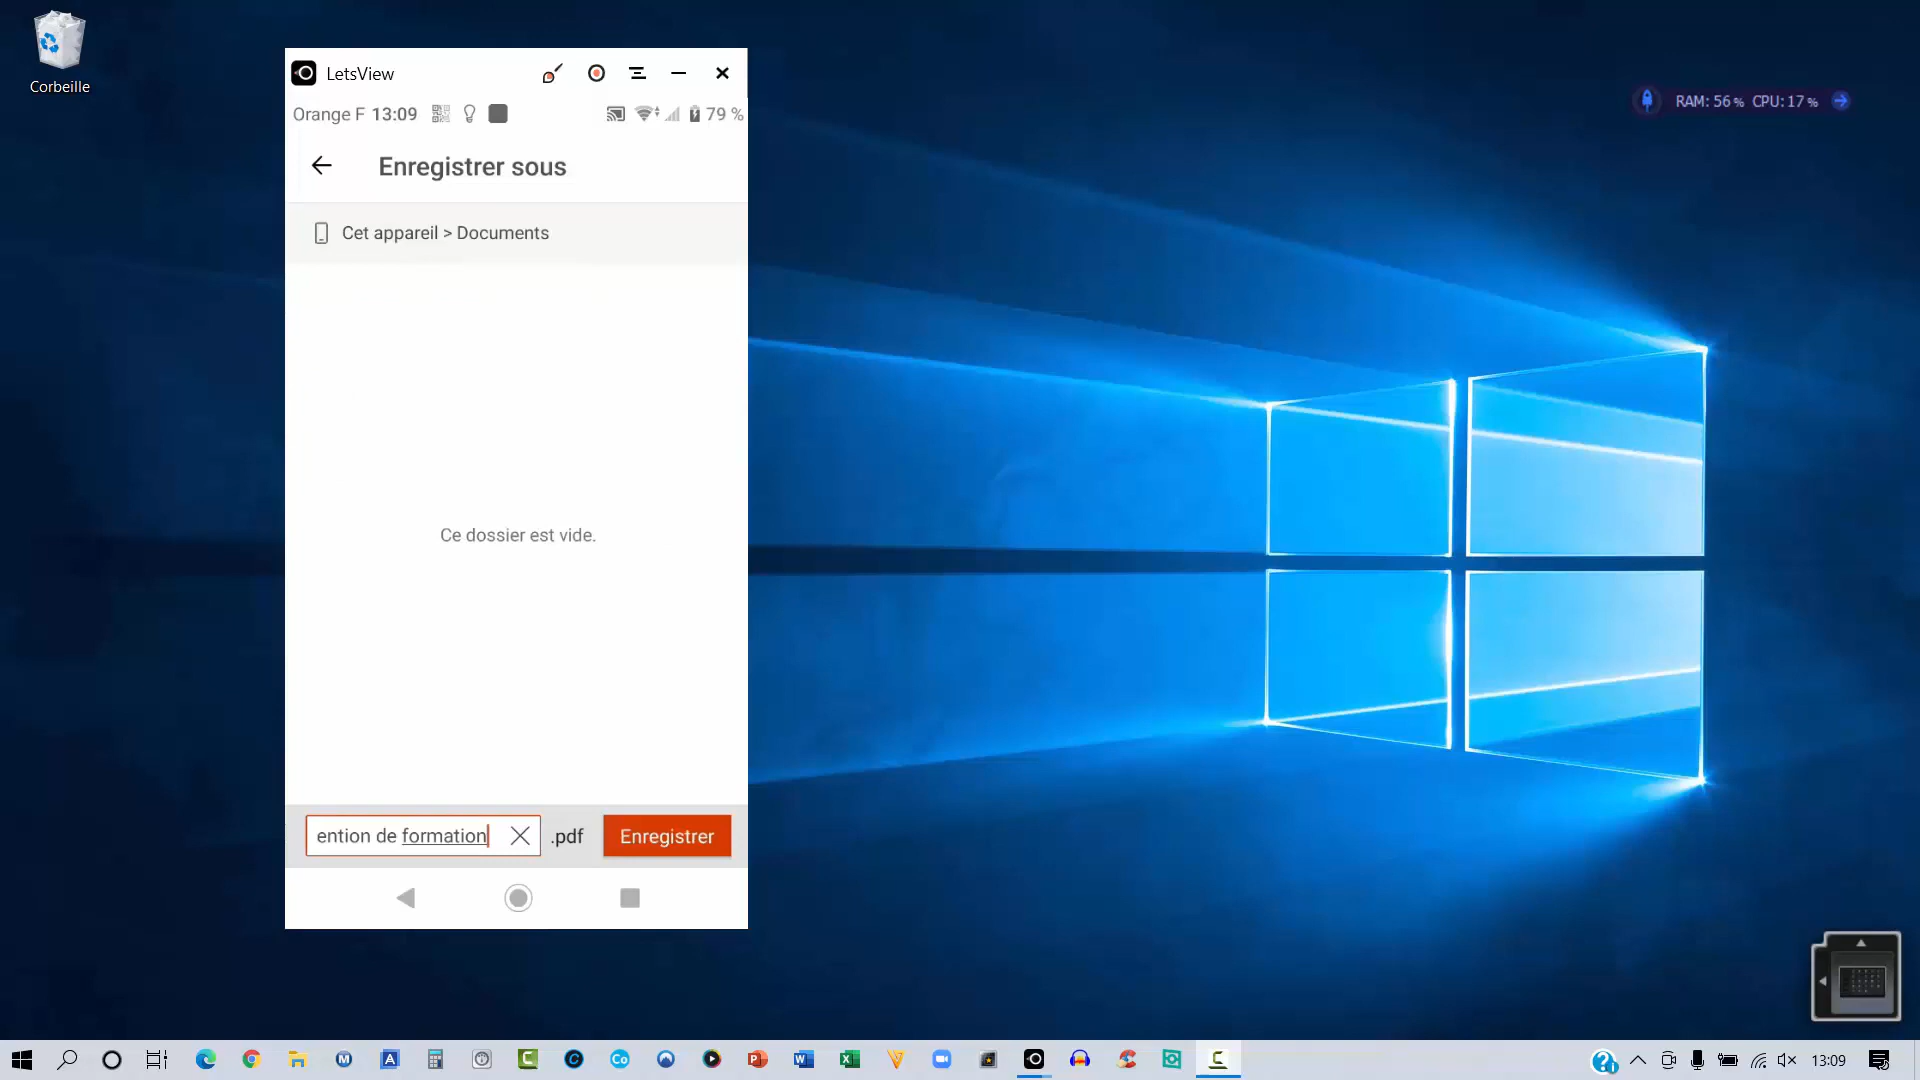 Corbeille
LetsView
Orange F 13:09
79 %
Enregistrer sous
Cet appareil > Documents
Ce dossier est vide.
ention de formation
.pdf
Enregistrer
RAM: 56% CPU: 17%
13:09